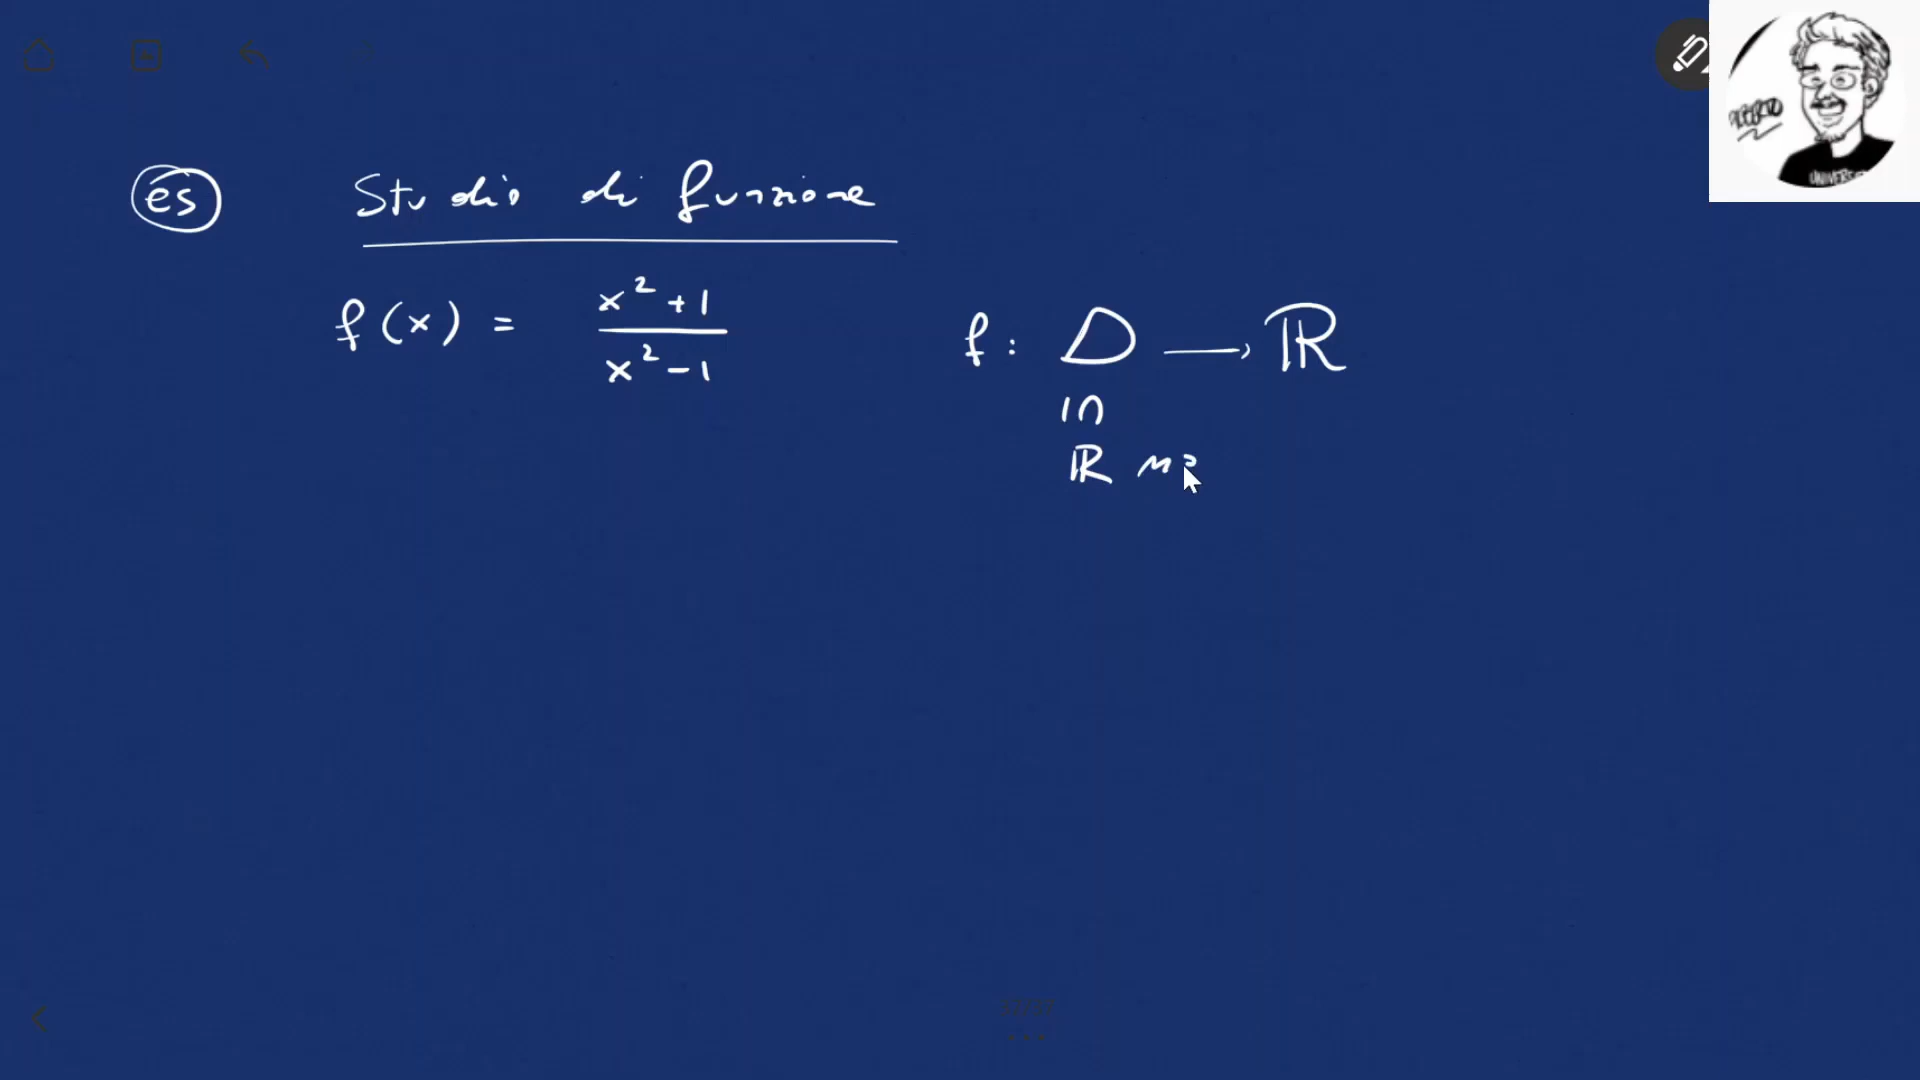 es Studio di funzione
f(x) = x²+1 / x²-1
f: D → ℝ
ℝ